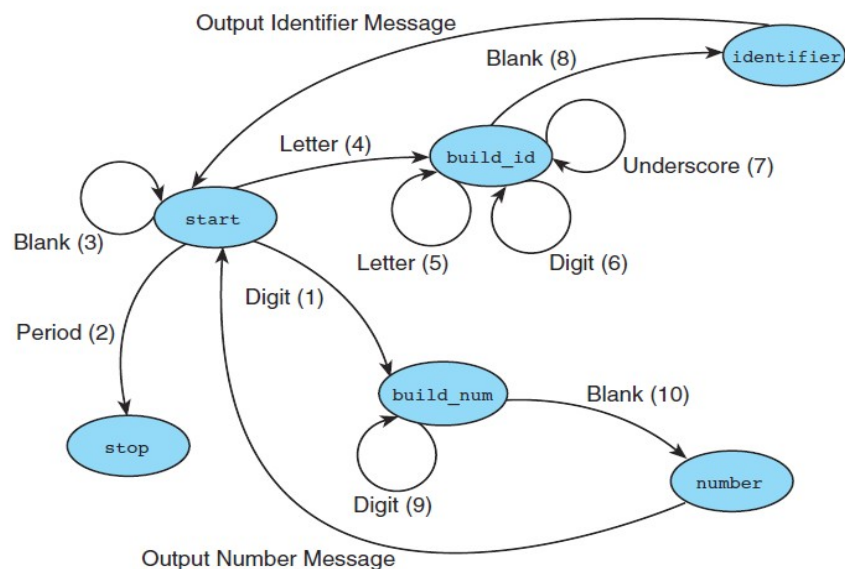 Output Identifier Message
Blank (8)
identifier
Letter (4)
build_id
Underscore (7)
start
Blank (3)
Letter (5)
Digit (6)
Digit (1)
Period (2)
build_num
Blank (10)
stop
number
Digit (9)
Output Number Message